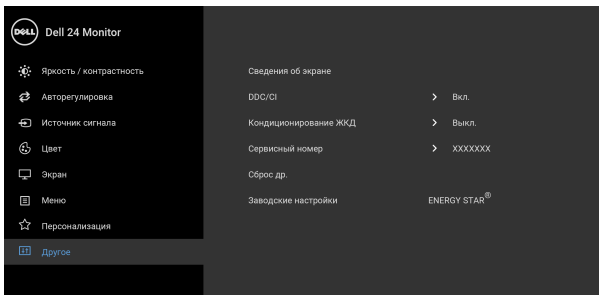 DELL Dell 24 Monitor
Яркость / контрастность
Сведения об экране
Авторегулировка
DDC/CI
Вкл.
Источник сигнала
Кондиционирование ЖКД
Выкл.
Цвет
Сервисный номер
XXXXXXX
Экран
Сброс др.
Меню
Заводские настройки
ENERGY STAR®
Персонализация
Другое